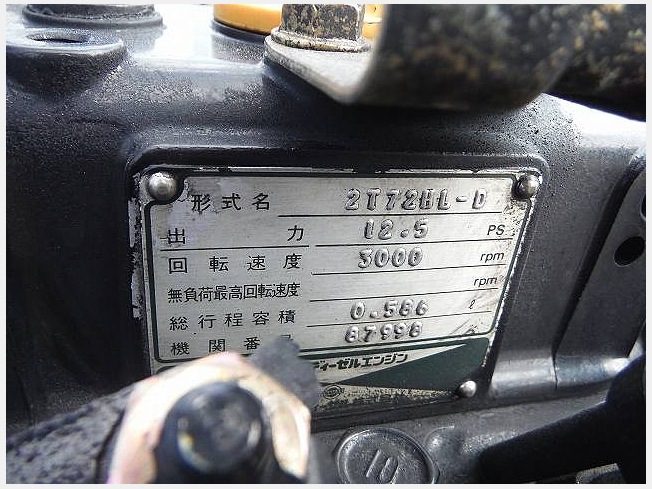 形式名 2T72HL-D
出力 12.5 PS
回転速度 3000 rpm
無負荷最高回転速度 rpm
総行程容積 0.586 ℓ
機関番号 87998
ディーゼルエンジン
10